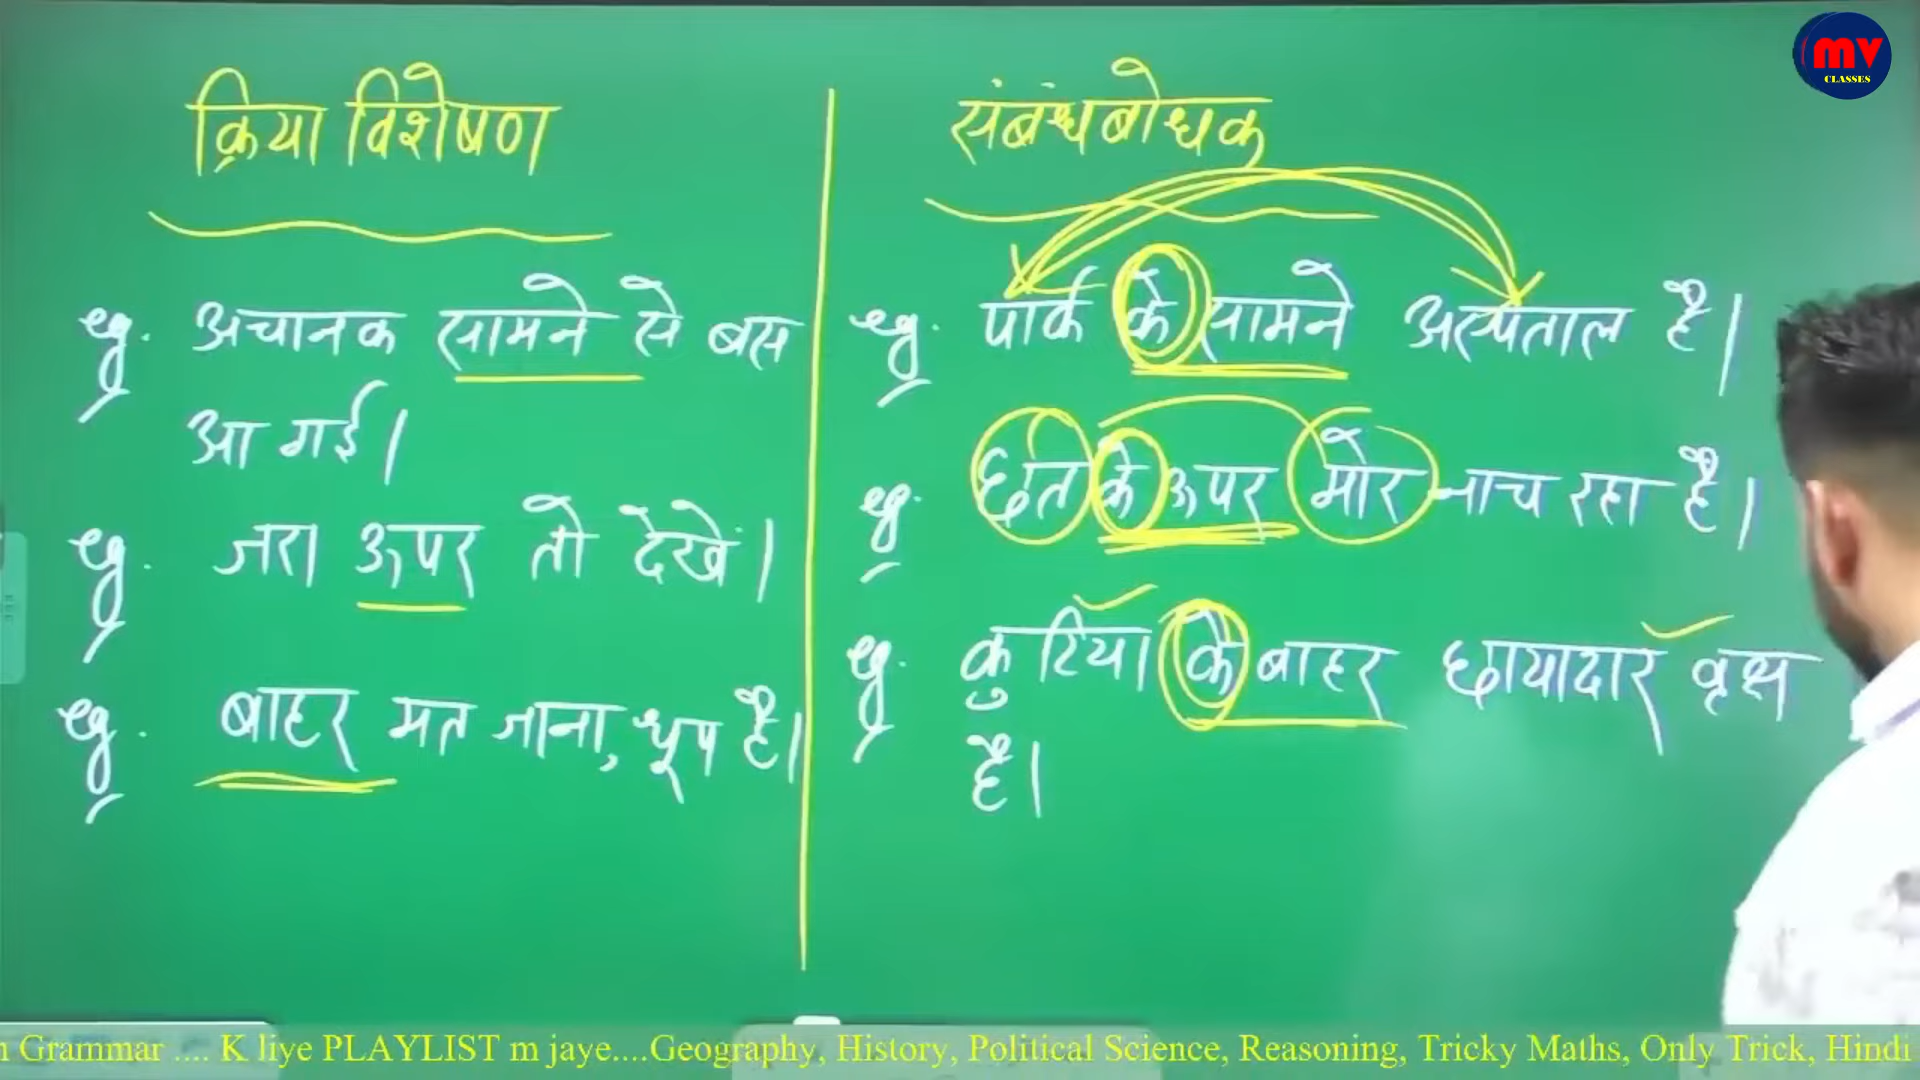 क्रिया विशेषण
eg. अचानक सामने से बस
आ गई।
eg. जरा ऊपर तो देखें।
eg. बाहर मत जाना, धूप है।
संबंधबोधक
eg. पार्क के सामने अस्पताल है।
eg. छत के ऊपर मोर नाच रहा है।
eg. कुटिया के बाहर छायादार वृक्ष
है।
mv
CLASSES
Grammar .... K liye PLAYLIST m jaye....Geography, History, Political Science, Reasoning, Tricky Maths, Only Trick, Hindi